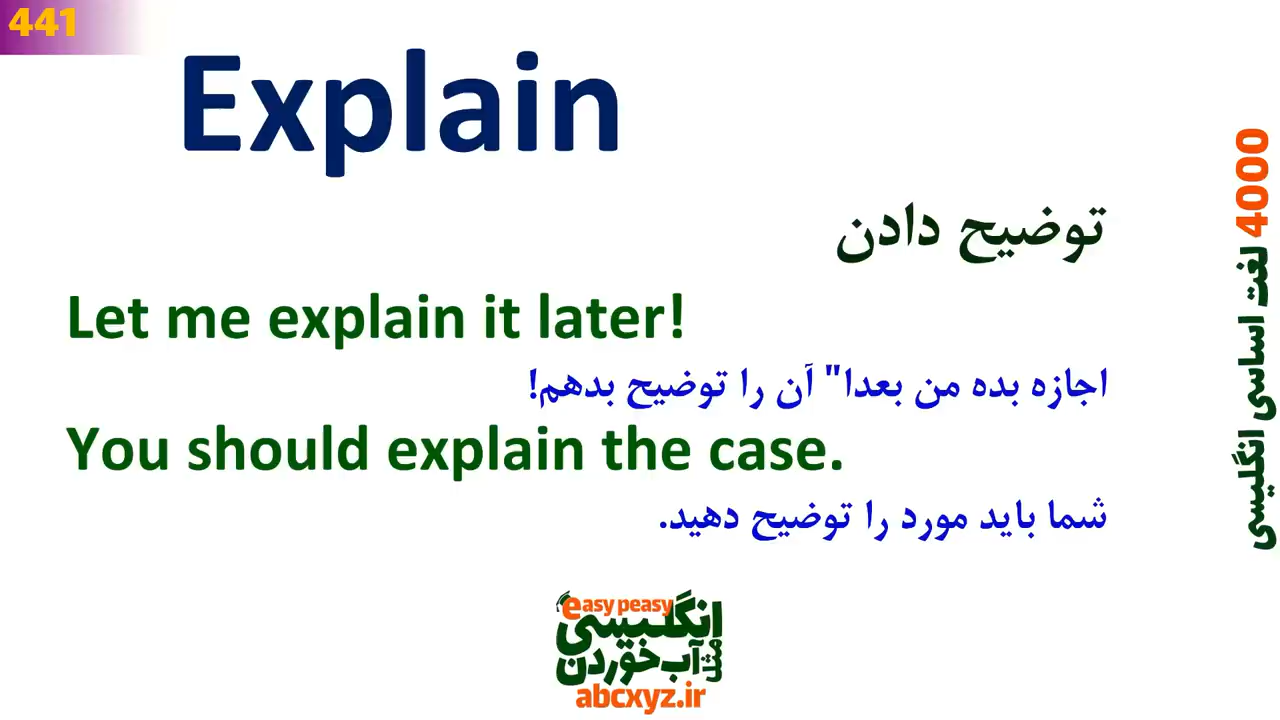 441
Explain
توضیح دادن
Let me explain it later!
اجازه بده من بعدا" آن را توضیح بدهم!
You should explain the case.
شما باید مورد را توضیح دهید.
4000 لغت اساسی انگلیسی
easy peasy
انگلیسی
مثل آب خوردن
abcxyz.ir